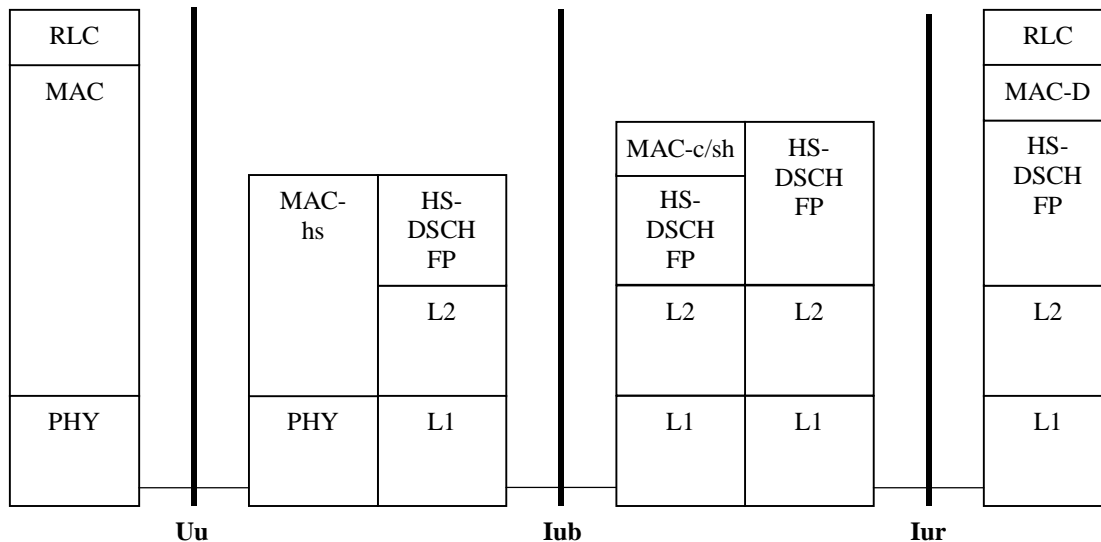 RLC
MAC
PHY
Uu
MAC-
hs
PHY
HS-
DSCH
FP
L2
L1
Iub
MAC-c/sh
HS-
DSCH
FP
L2
L1
HS-
DSCH
FP
L2
L1
Iur
RLC
MAC-D
HS-
DSCH
FP
L2
L1